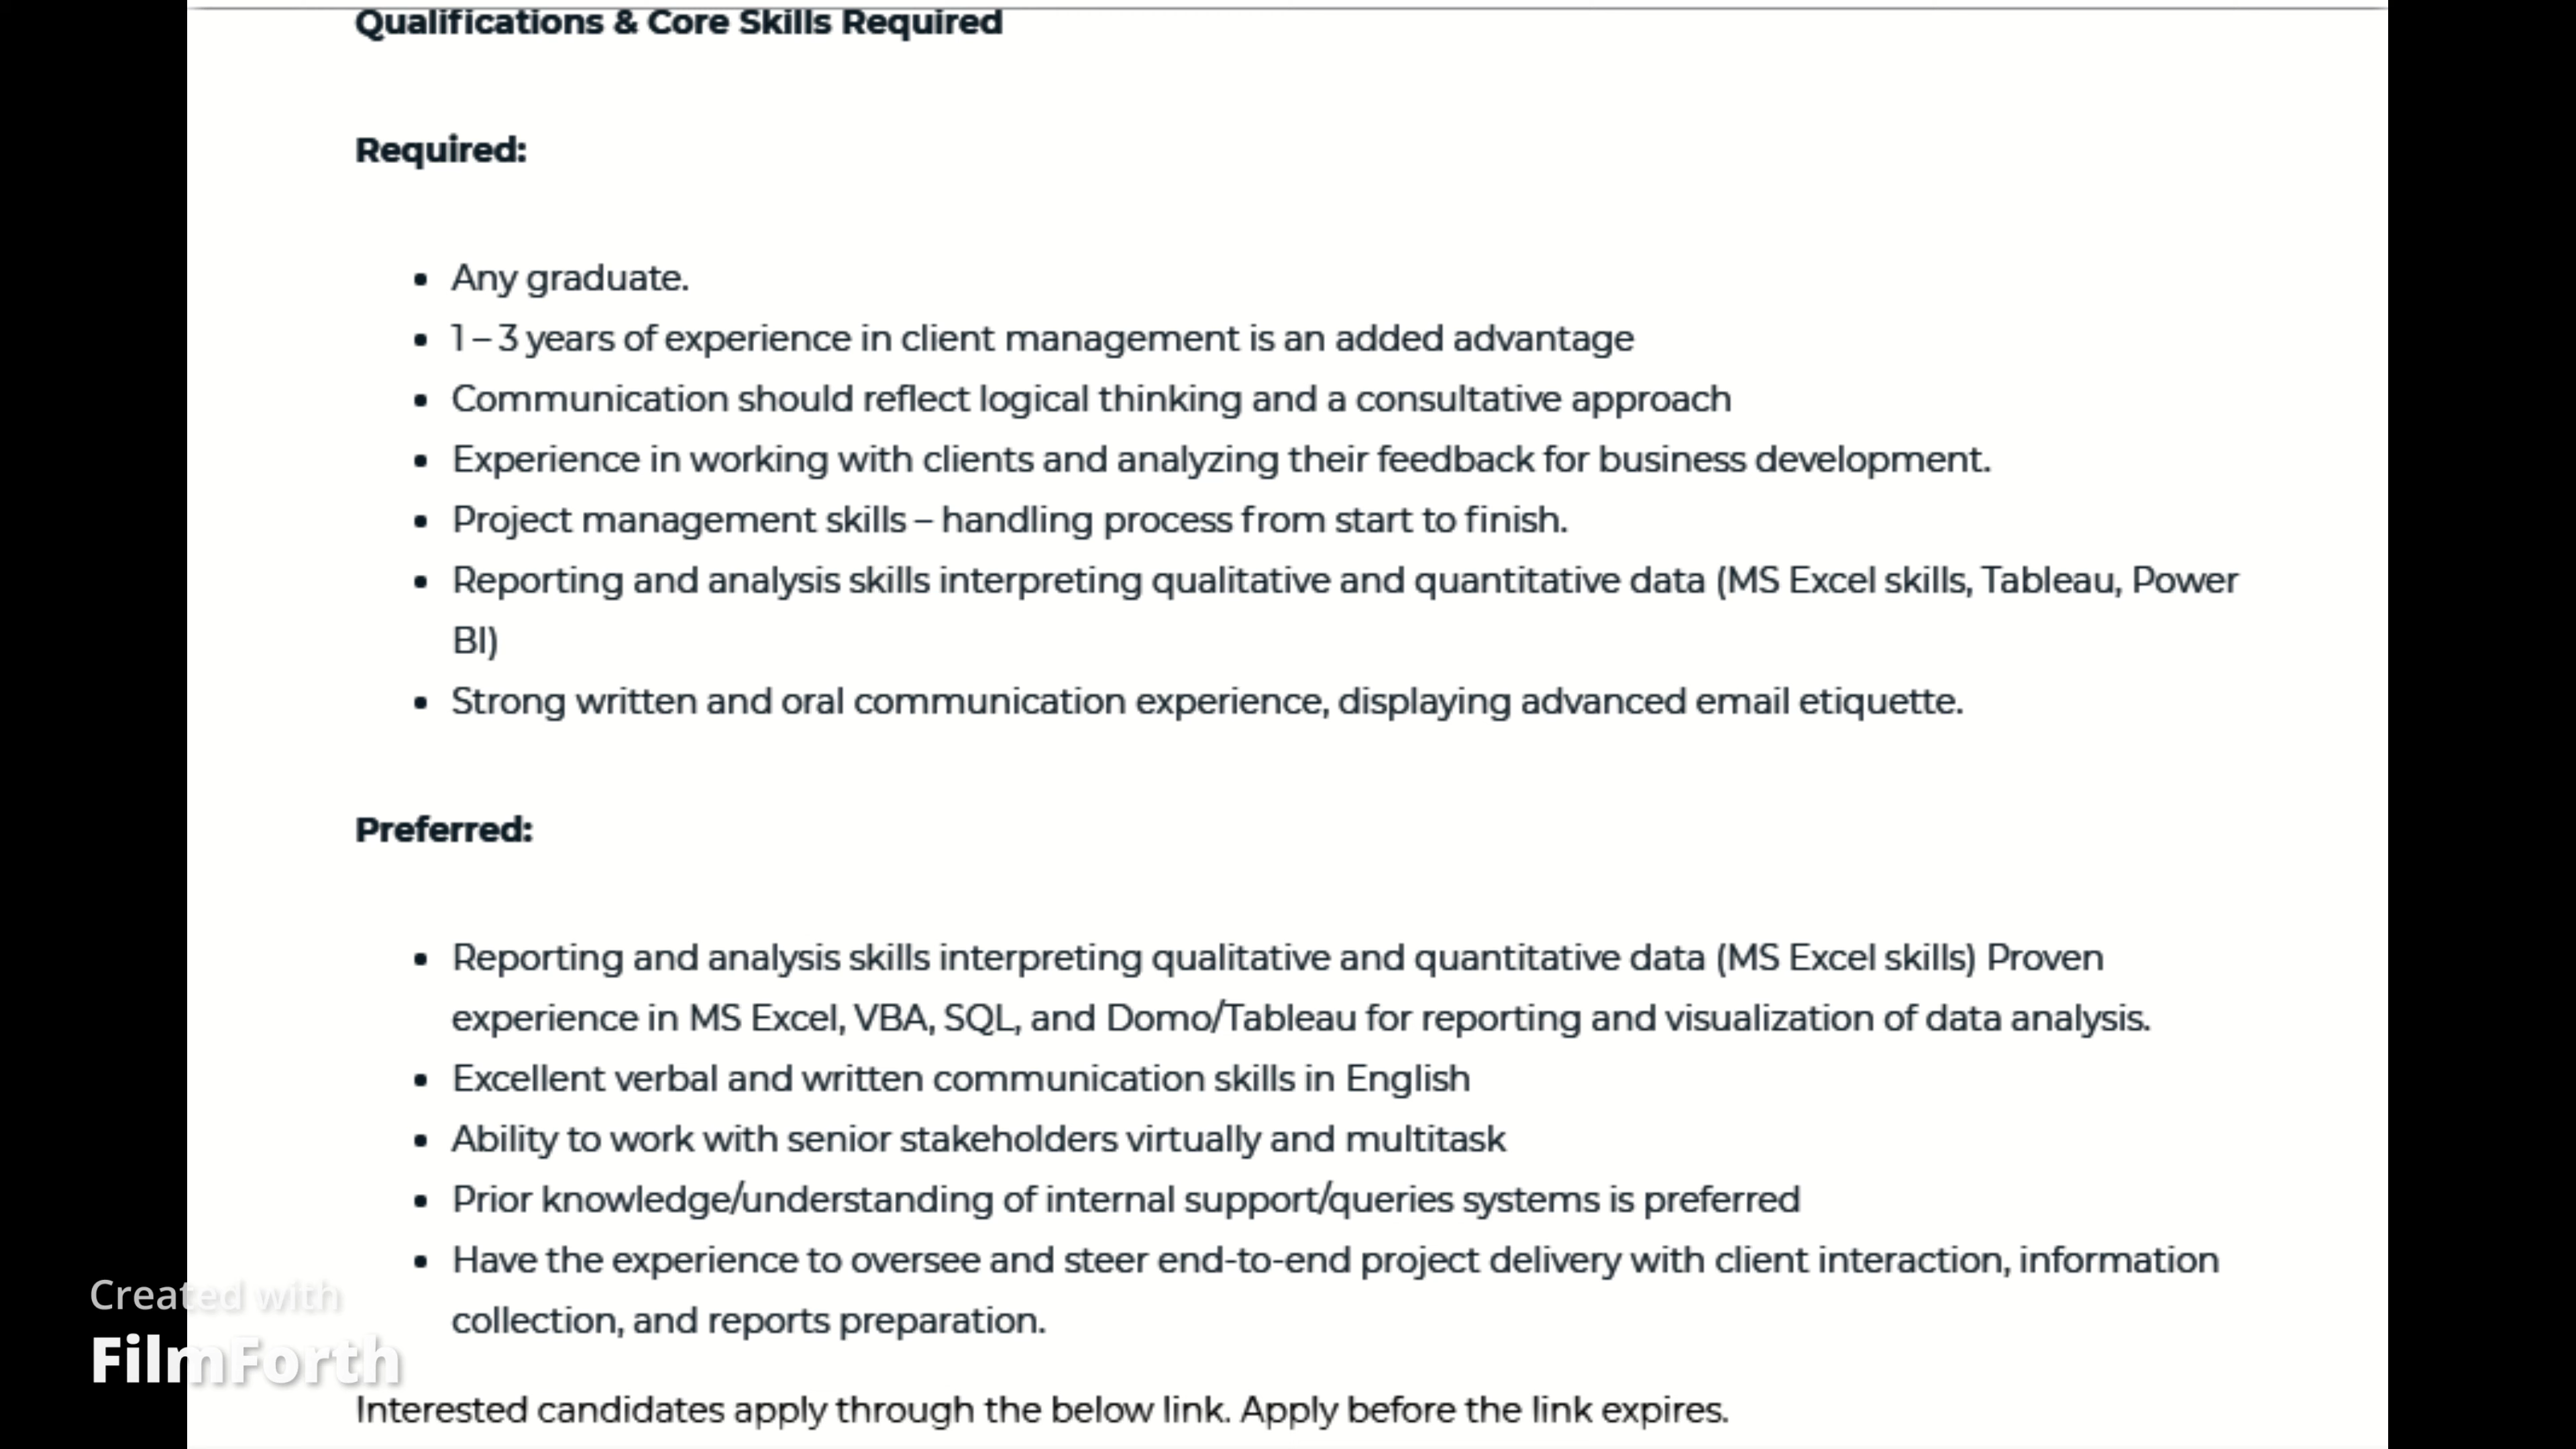 Qualifications & Core Skills Required
Required:
• Any graduate.
• 1 – 3 years of experience in client management is an added advantage
• Communication should reflect logical thinking and a consultative approach
• Experience in working with clients and analyzing their feedback for business development.
• Project management skills – handling process from start to finish.
• Reporting and analysis skills interpreting qualitative and quantitative data (MS Excel skills, Tableau, Power
BI)
• Strong written and oral communication experience, displaying advanced email etiquette.
Preferred:
• Reporting and analysis skills interpreting qualitative and quantitative data (MS Excel skills) Proven
experience in MS Excel, VBA, SQL, and Domo/Tableau for reporting and visualization of data analysis.
• Excellent verbal and written communication skills in English
• Ability to work with senior stakeholders virtually and multitask
• Prior knowledge/understanding of internal support/queries systems is preferred
• Have the experience to oversee and steer end-to-end project delivery with client interaction, information
collection, and reports preparation.
Created with
FilmForth
Interested candidates apply through the below link. Apply before the link expires.